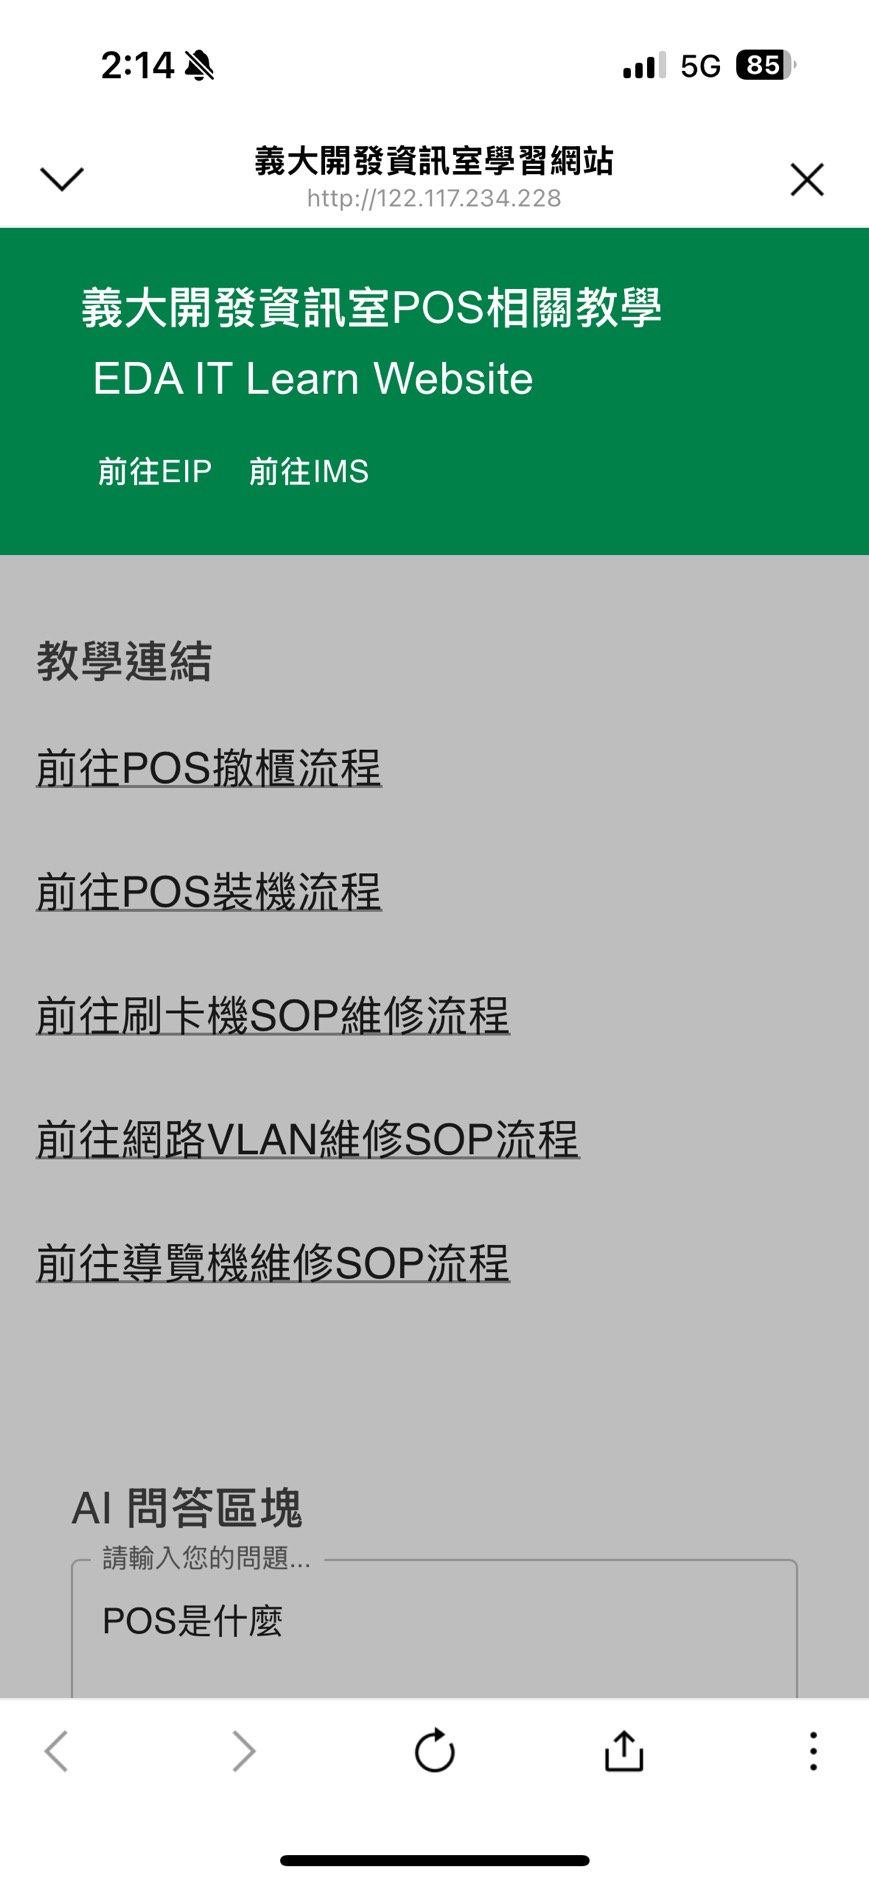 2:14
5G
85
義大開發資訊室學習網站
http://122.117.234.228
義大開發資訊室POS相關教學
EDA IT Learn Website
前往EIP 前往IMS
教學連結
前往POS撤櫃流程
前往POS裝機流程
前往刷卡機SOP維修流程
前往網路VLAN維修SOP流程
前往導覽機維修SOP流程
AI 問答區塊
請輸入您的問題...
POS是什麼